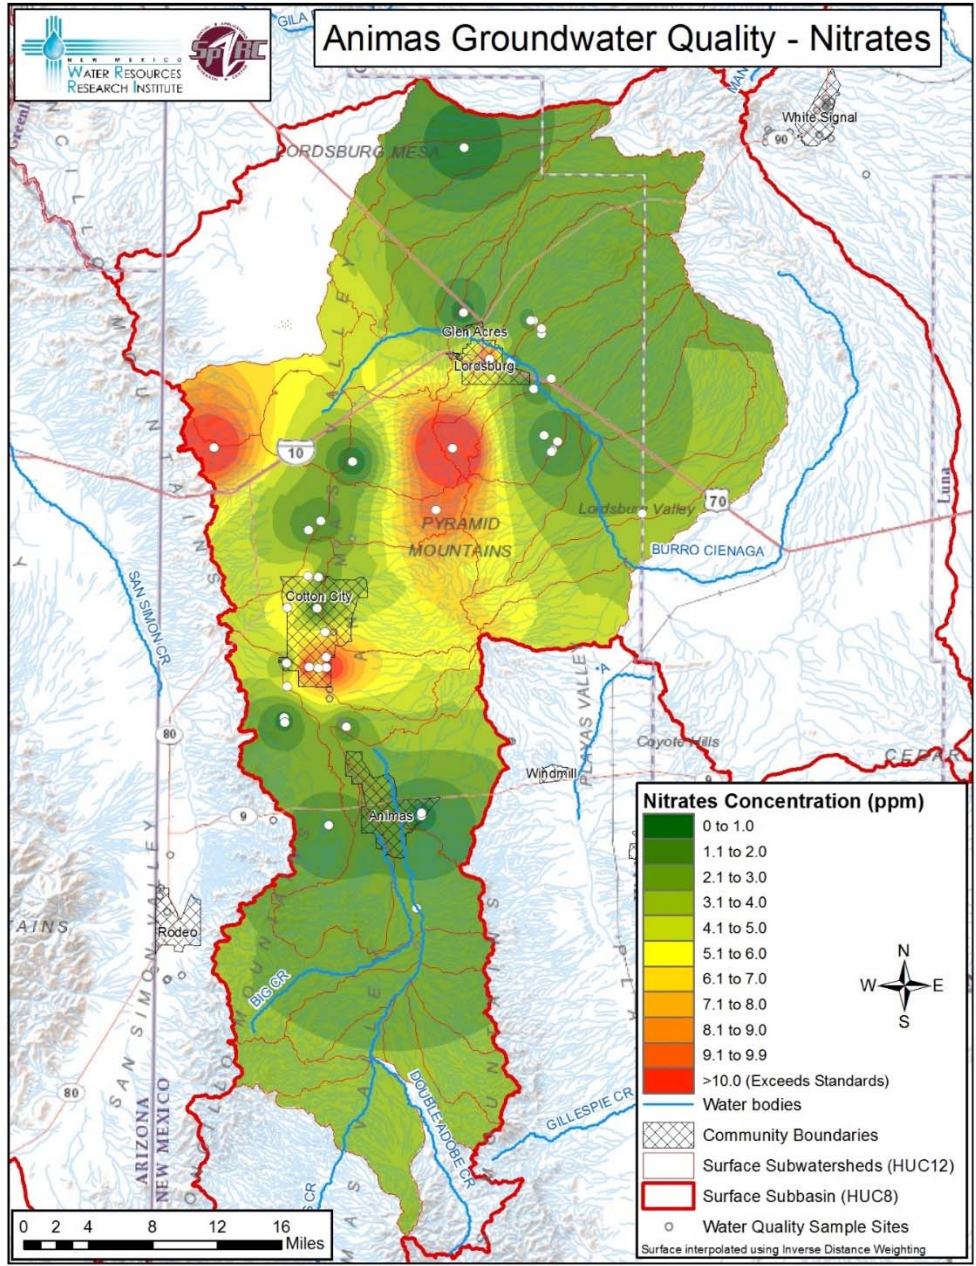 Animas Groundwater Quality - Nitrates
NEW MEXICO
WATER RESOURCES
RESEARCH INSTITUTE
GILA
MAN
White Signal
90
LORDSBURG MESA
Glen Acres
Lordsburg
10
70
Luna
Lordsburg Valley
PYRAMID
MOUNTAINS
BURRO CIENAGA
SAN SIMON CR
Cotton City
80
PLAYAS VALLEY
Coyote Hills
CEDAR
Windmill
9
9
Animas
Rodeo
AINS
SAN SIMON VALLEY
BIG CR
80
ARIZONA
NEW MEXICO
DOUBLE ADOBE CR
GILLESPIE CR
S CR
Nitrates Concentration (ppm)
0 to 1.0
1.1 to 2.0
2.1 to 3.0
3.1 to 4.0
4.1 to 5.0
5.1 to 6.0
6.1 to 7.0
7.1 to 8.0
8.1 to 9.0
9.1 to 9.9
>10.0 (Exceeds Standards)
Water bodies
Community Boundaries
Surface Subwatersheds (HUC12)
Surface Subbasin (HUC8)
Water Quality Sample Sites
Surface interpolated using Inverse Distance Weighting
N
W E
S
0 2 4 8 12 16
Miles